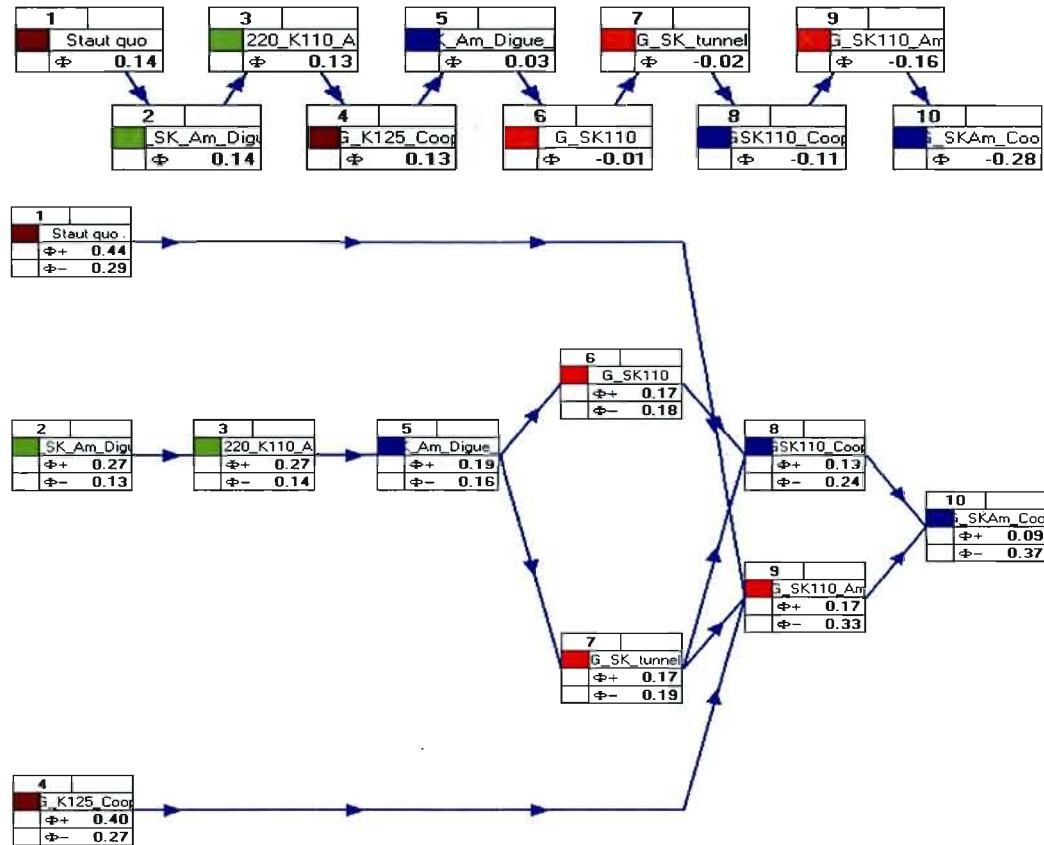 1
Staut quo
Φ 0.14
3
220_K110_A
Φ 0.13
5
K_Am_Digue_
Φ 0.03
7
G_SK_tunnel
Φ -0.02
9
G_SK110_Am
Φ -0.16
2
_SK_Am_Digu
Φ 0.14
4
G_K125_Coop
Φ 0.13
6
G_SK110
Φ -0.01
8
GSK110_Coop
Φ -0.11
10
G_SKAm_Coo
Φ -0.28
1
Staut quo .
Φ+ 0.44
Φ- 0.29
6
G_SK110
Φ+ 0.17
Φ- 0.18
2
_SK_Am_Digu
Φ+ 0.27
Φ- 0.13
3
220_K110_A
Φ+ 0.27
Φ- 0.14
5
K_Am_Digue_
Φ+ 0.19
Φ- 0.16
8
GSK110_Coop
Φ+ 0.13
Φ- 0.24
10
G_SKAm_Coo
Φ+ 0.09
Φ- 0.37
9
G_SK110_Am
Φ+ 0.17
Φ- 0.33
7
G_SK_tunnel
Φ+ 0.17
Φ- 0.19
4
G_K125_Coop
Φ+ 0.40
Φ- 0.27